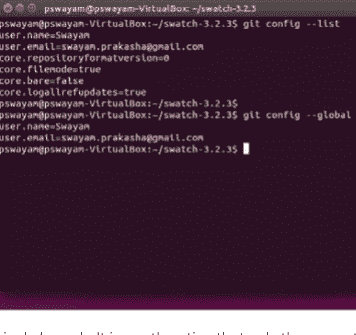 pswayam@pswayam-VirtualBox: ~/swatch-3.2.3
pswayam@pswayam-VirtualBox:~/swatch-3.2.3$ git config --list
user.name=Swayam
user.email=swayam.prakasha@gmail.com
core.repositoryformatversion=0
core.filemode=true
core.bare=false
core.logallrefupdates=true
pswayam@pswayam-VirtualBox:~/swatch-3.2.3$
pswayam@pswayam-VirtualBox:~/swatch-3.2.3$ git config --global
user.name=Swayam
user.email=swayam.prakasha@gmail.com
pswayam@pswayam-VirtualBox:~/swatch-3.2.3$